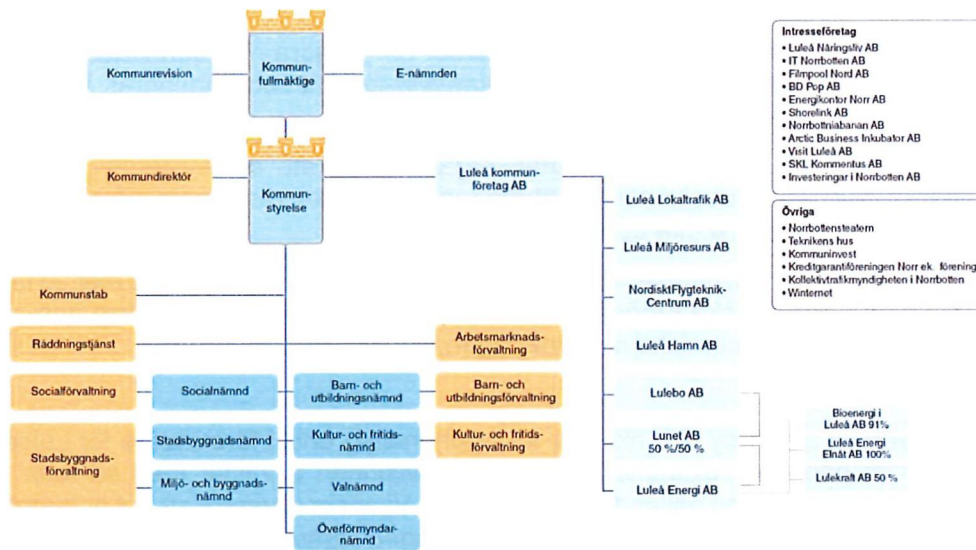 Kommunrevision
Kommun-
fullmäktige
E-nämnden
Kommundirektör
Kommun-
styrelse
Luleå kommun-
företag AB
Luleå Lokaltrafik AB
Luleå Miljöresurs AB
NordisktFlygteknik-
Centrum AB
Luleå Hamn AB
Lulebo AB
Lunet AB
50 %/50 %
Luleå Energi AB
Bioenergi i
Luleå AB 91%
Luleå Energi
Elnät AB 100%
Lulekraft AB 50 %
Kommunstab
Räddningstjänst
Arbetsmarknads-
förvaltning
Socialförvaltning
Socialnämnd
Barn- och
utbildningsnämnd
Barn- och
utbildningsförvaltning
Stadsbyggnads-
förvaltning
Stadsbyggnadsnämnd
Kultur- och fritids-
nämnd
Kultur- och fritids-
förvaltning
Miljö- och byggnads-
nämnd
Valnämnd
Överförmyndar-
nämnd
Intresseföretag
• Luleå Näringsliv AB
• IT Norrbotten AB
• Filmpool Nord AB
• BD Pop AB
• Energikontor Norr AB
• Shorelink AB
• Norrbottniabanan AB
• Arctic Business Inkubator AB
• Visit Luleå AB
• SKL Kommentus AB
• Investeringar i Norrbotten AB
Övriga
• Norrbottensteatern
• Teknikens hus
• Kommuninvest
• Kreditgarantiföreningen Norr ek. förening
• Kollektivtrafikmyndigheten i Norrbotten
• Winternet